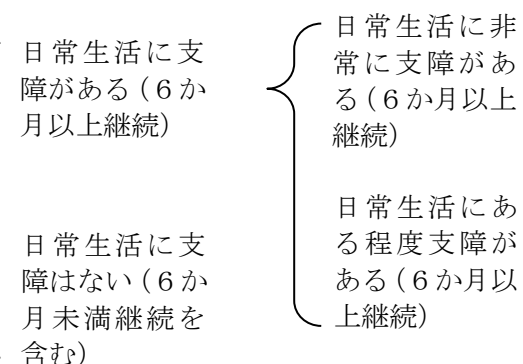 日常生活に支
障がある（６か
月以上継続）
日常生活に支
障はない（６か
月未満継続を
含む）
日常生活に非
常に支障があ
る（６か月以上
継続）
日常生活にあ
る程度支障が
ある（６か月以
上継続）